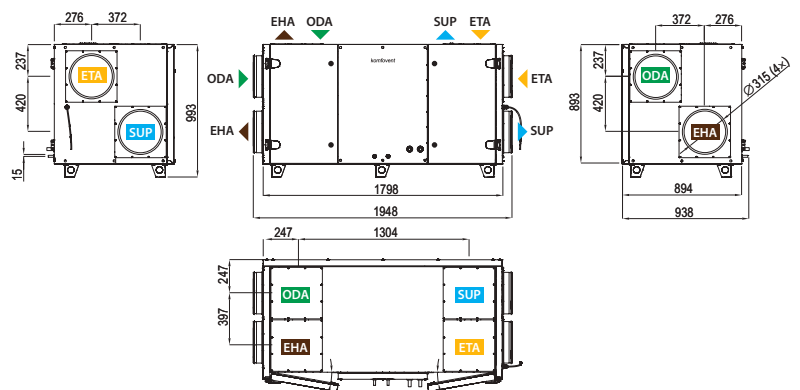 276
372
237
420
993
15
ETA
SUP
EHA
ODA
SUP
ETA
komfovent
ODA
EHA
ETA
SUP
1798
1948
372
276
237
420
893
ODA
EHA
Ø315 (4x)
894
938
247
1304
247
397
ODA
SUP
EHA
ETA